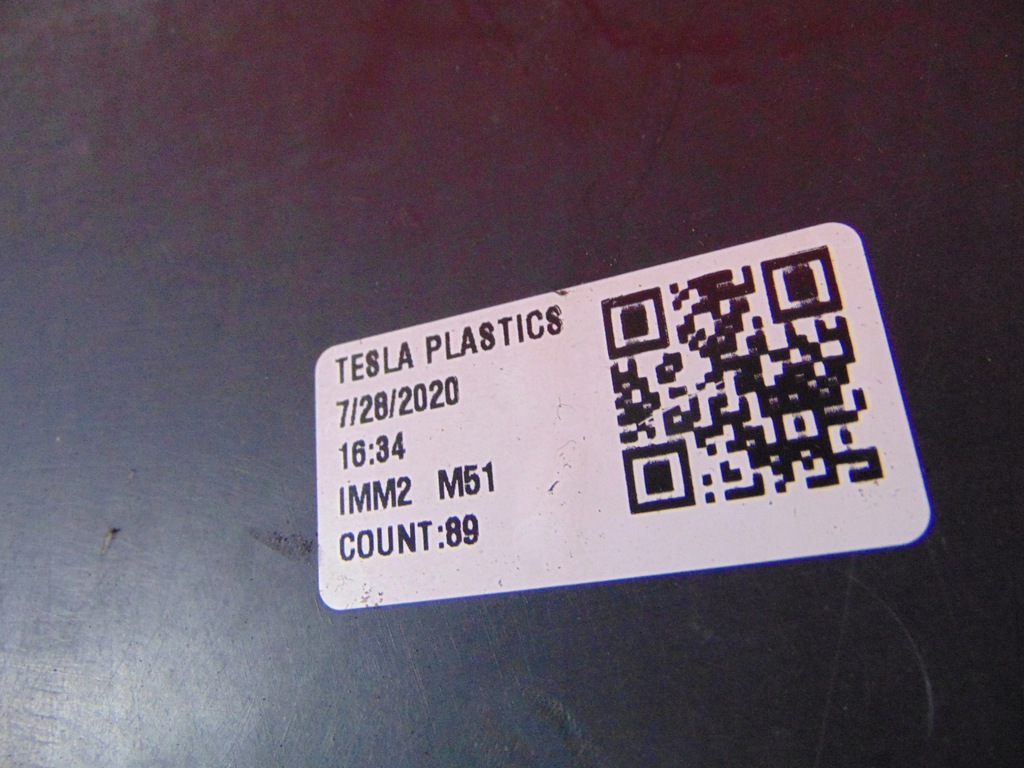 TESLA PLASTICS
7/28/2020
16:34
IMM2 M51
COUNT:89